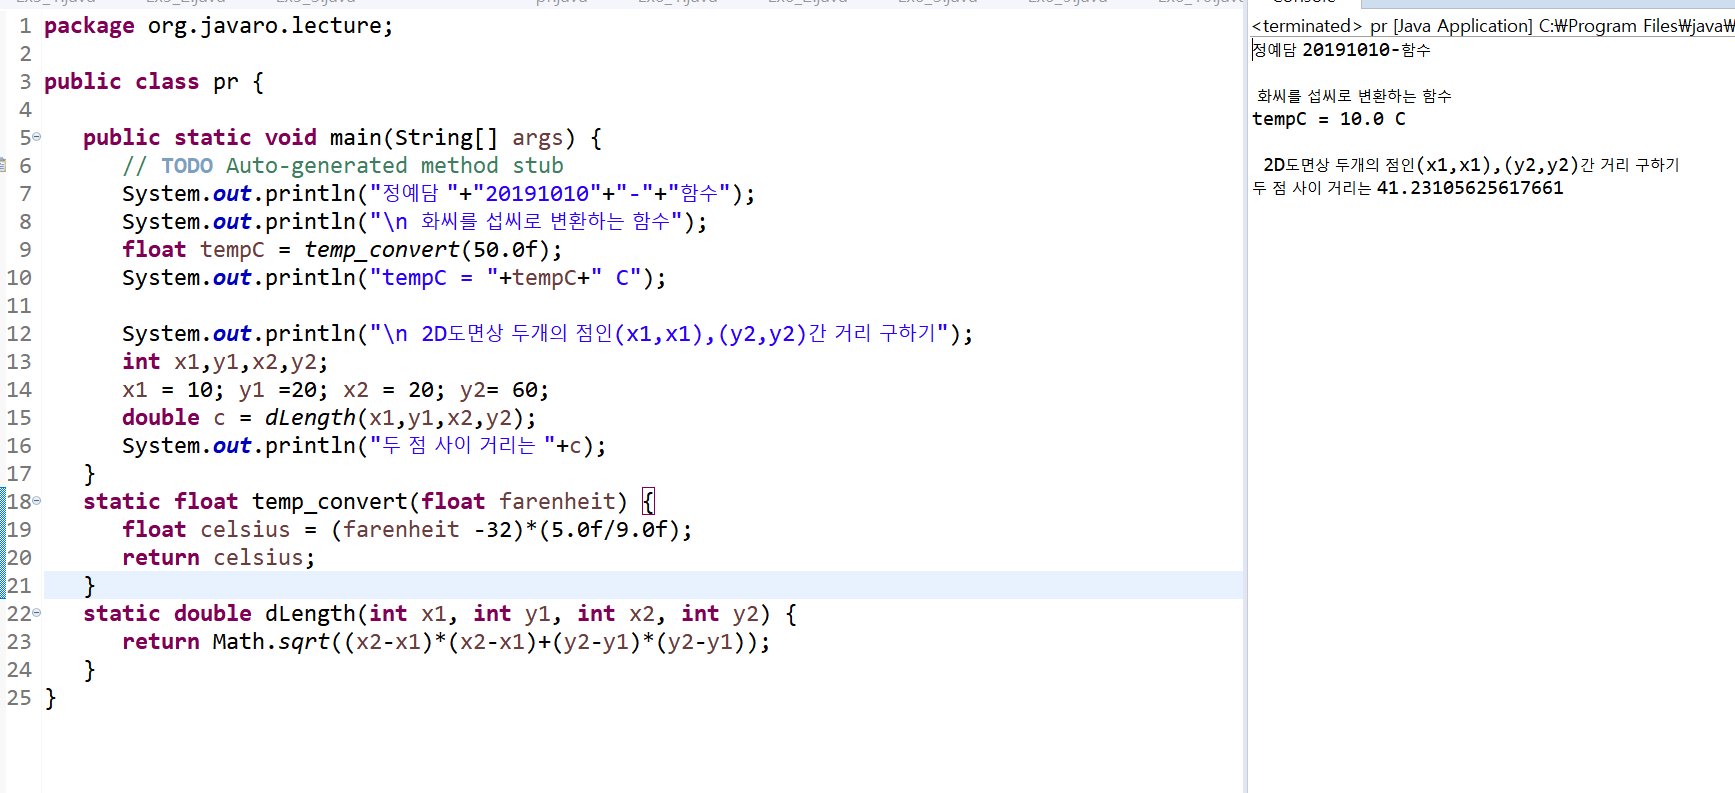 1 package org.javaro.lecture;
2
3 public class pr {
4
5 public static void main(String[] args) {
6 // TODO Auto-generated method stub
7 System.out.println("정예담 "+"20191010"+"-"+"함수");
8 System.out.println("\n 화씨를 섭씨로 변환하는 함수");
9 float tempC = temp_convert(50.0f);
10 System.out.println("tempC = "+tempC+" C");
11
12 System.out.println("\n 2D도면상 두개의 점인(x1,x1),(y2,y2)간 거리 구하기");
13 int x1,y1,x2,y2;
14 x1 = 10; y1 =20; x2 = 20; y2= 60;
15 double c = dLength(x1,y1,x2,y2);
16 System.out.println("두 점 사이 거리는 "+c);
17 }
18 static float temp_convert(float farenheit) {
19 float celsius = (farenheit -32)*(5.0f/9.0f);
20 return celsius;
21 }
22 static double dLength(int x1, int y1, int x2, int y2) {
23 return Math.sqrt((x2-x1)*(x2-x1)+(y2-y1)*(y2-y1));
24 }
25 }
<terminated> pr [Java Application] C:₩Program Files₩java₩
정예담 20191010-함수
화씨를 섭씨로 변환하는 함수
tempC = 10.0 C
2D도면상 두개의 점인(x1,x1),(y2,y2)간 거리 구하기
두 점 사이 거리는 41.23105625617661